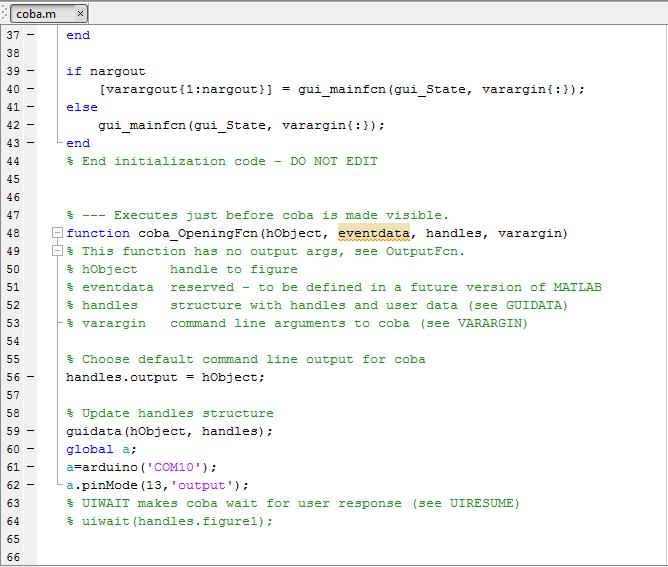 coba.m ×
37 – end
38
39 – if nargout
40 –     [varargout{1:nargout}] = gui_mainfcn(gui_State, varargin{:});
41 – else
42 –     gui_mainfcn(gui_State, varargin{:});
43 – end
44 % End initialization code - DO NOT EDIT
45
46
47 % --- Executes just before coba is made visible.
48 function coba_OpeningFcn(hObject, eventdata, handles, varargin)
49 % This function has no output args, see OutputFcn.
50 % hObject    handle to figure
51 % eventdata  reserved - to be defined in a future version of MATLAB
52 % handles    structure with handles and user data (see GUIDATA)
53 % varargin   command line arguments to coba (see VARARGIN)
54
55 % Choose default command line output for coba
56 – handles.output = hObject;
57
58 % Update handles structure
59 – guidata(hObject, handles);
60 – global a;
61 – a=arduino('COM10');
62 – a.pinMode(13,'output');
63 % UIWAIT makes coba wait for user response (see UIRESUME)
64 % uiwait(handles.figure1);
65
66